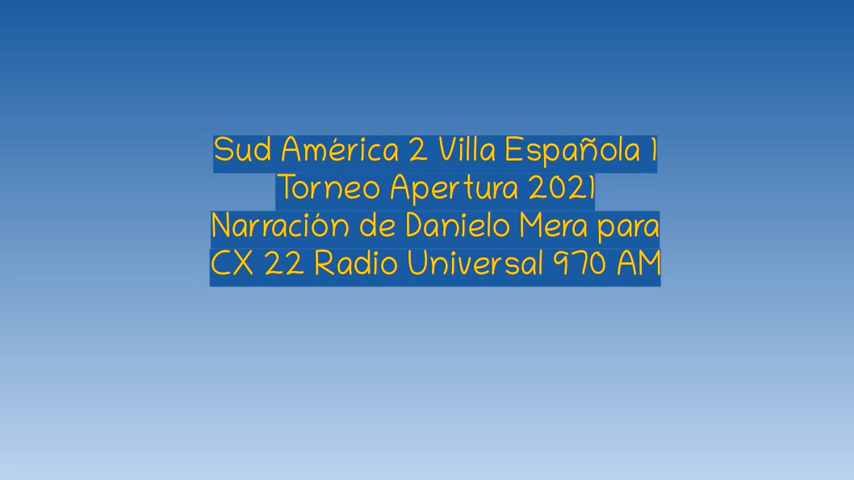 Sud América 2 Villa Española 1
Torneo Apertura 2021
Narración de Danielo Mera para
CX 22 Radio Universal 970 AM